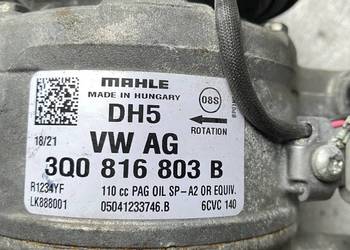 MAHLE
MADE IN HUNGARY
08S
DH5
ROTATION
18/21
VW AG
3Q0 816 803 B
R1234YF
110 cc PAG OIL SP-A2 OR EQUIV.
LK888001
05041233746.B
6CVC 140